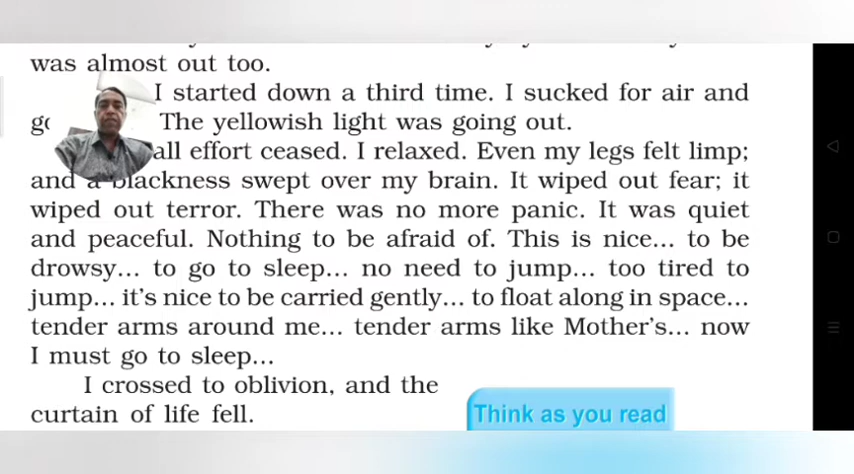 was almost out too.
I started down a third time. I sucked for air and
The yellowish light was going out.
all effort ceased. I relaxed. Even my legs felt limp;
and a blackness swept over my brain. It wiped out fear; it
wiped out terror. There was no more panic. It was quiet
and peaceful. Nothing to be afraid of. This is nice... to be
drowsy... to go to sleep... no need to jump... too tired to
jump... it's nice to be carried gently... to float along in space...
tender arms around me... tender arms like Mother's... now
I must go to sleep...
I crossed to oblivion, and the
curtain of life fell.
Think as you read